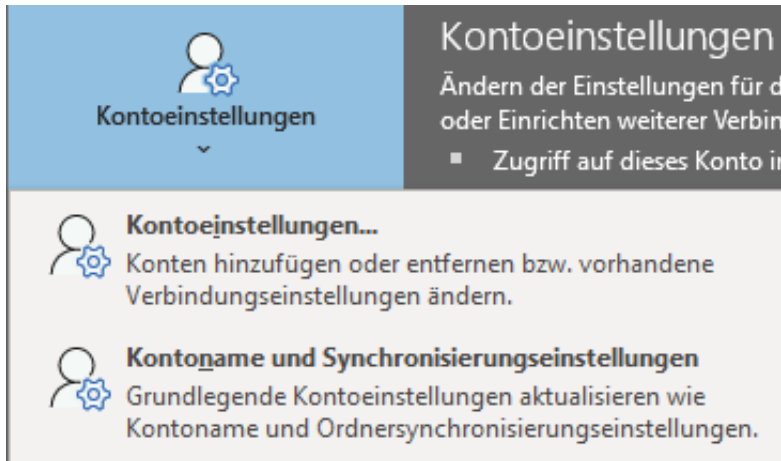 Kontoeinstellungen
Kontoeinstellungen
Ändern der Einstellungen für
oder Einrichten weiterer
Zugriff auf dieses Konto
Kontoeinstellungen...
Konten hinzufügen oder entfernen bzw. vorhandene
Verbindungseinstellungen ändern.
Kontoname und Synchronisierungseinstellungen
Grundlegende Kontoeinstellungen aktualisieren wie
Kontoname und Ordnersynchronisierungseinstellungen.